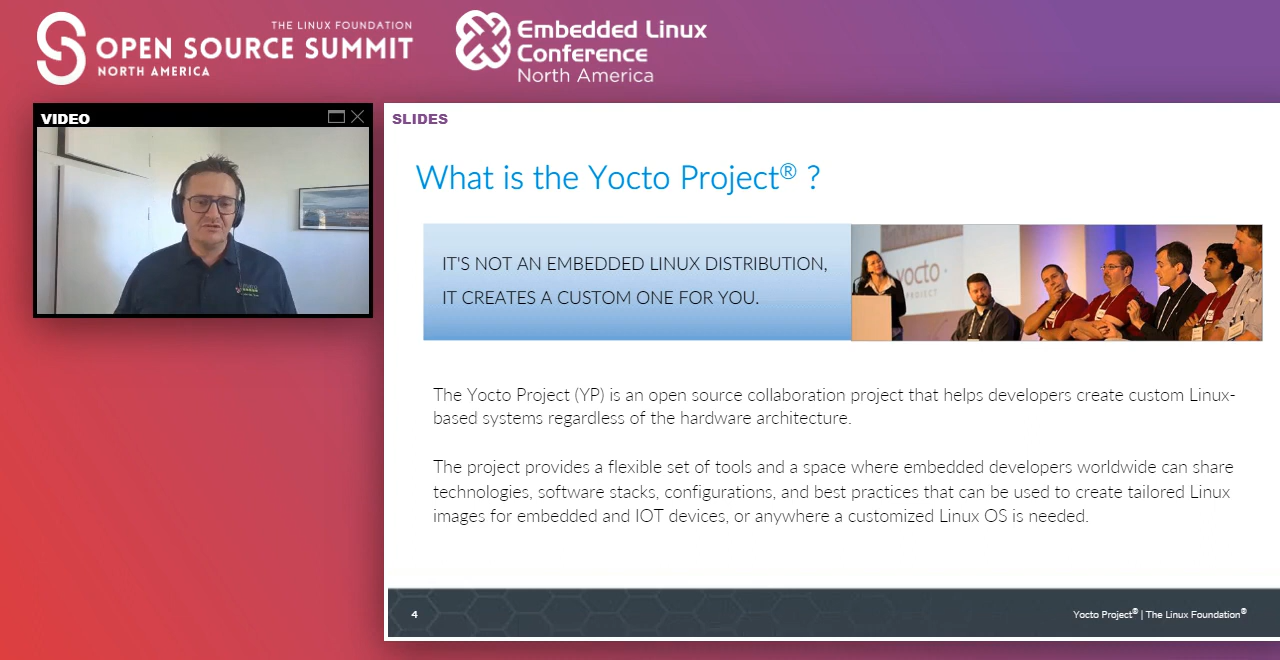 THE LINUX FOUNDATION
OPEN SOURCE SUMMIT
NORTH AMERICA
Embedded Linux
Conference
North America
VIDEO
SLIDES
What is the Yocto Project® ?
IT'S NOT AN EMBEDDED LINUX DISTRIBUTION,
IT CREATES A CUSTOM ONE FOR YOU.
yocto
PROJECT
The Yocto Project (YP) is an open source collaboration project that helps developers create custom Linux-
based systems regardless of the hardware architecture.
The project provides a flexible set of tools and a space where embedded developers worldwide can share
technologies, software stacks, configurations, and best practices that can be used to create tailored Linux
images for embedded and IOT devices, or anywhere a customized Linux OS is needed.
4
Yocto Project® | The Linux Foundation®